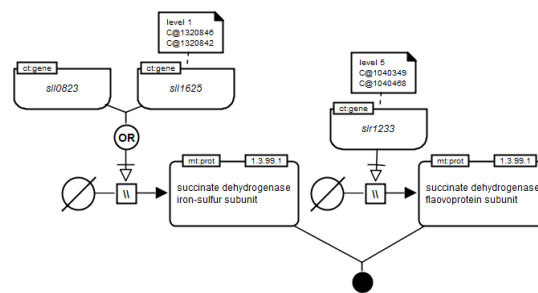 level 1
C@1320846
C@1320842
level 5
C@1040349
C@1040468
ct:gene
sll0823
ct:gene
sll1625
ct:gene
slr1233
OR
mt:prot
1.3.99.1
mt:prot
1.3.99.1
\\
succinate dehydrogenase
iron-sulfur subunit
\\
succinate dehydrogenase
flaovoprotein subunit